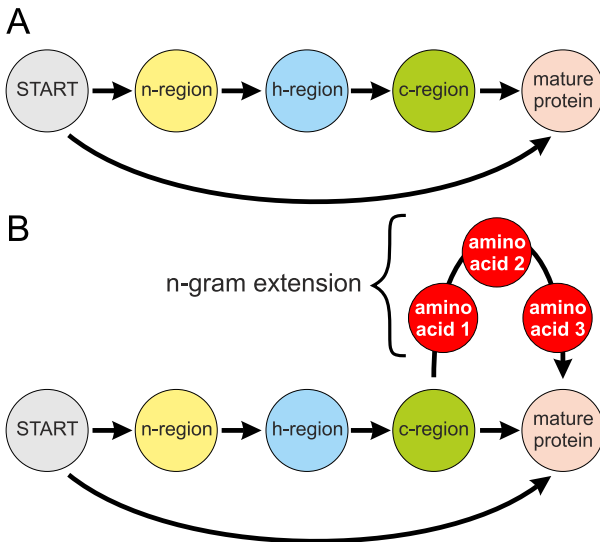 A
START
n-region
h-region
c-region
mature
protein
B
n-gram extension
amino
acid 1
amino
acid 2
amino
acid 3
START
n-region
h-region
c-region
mature
protein